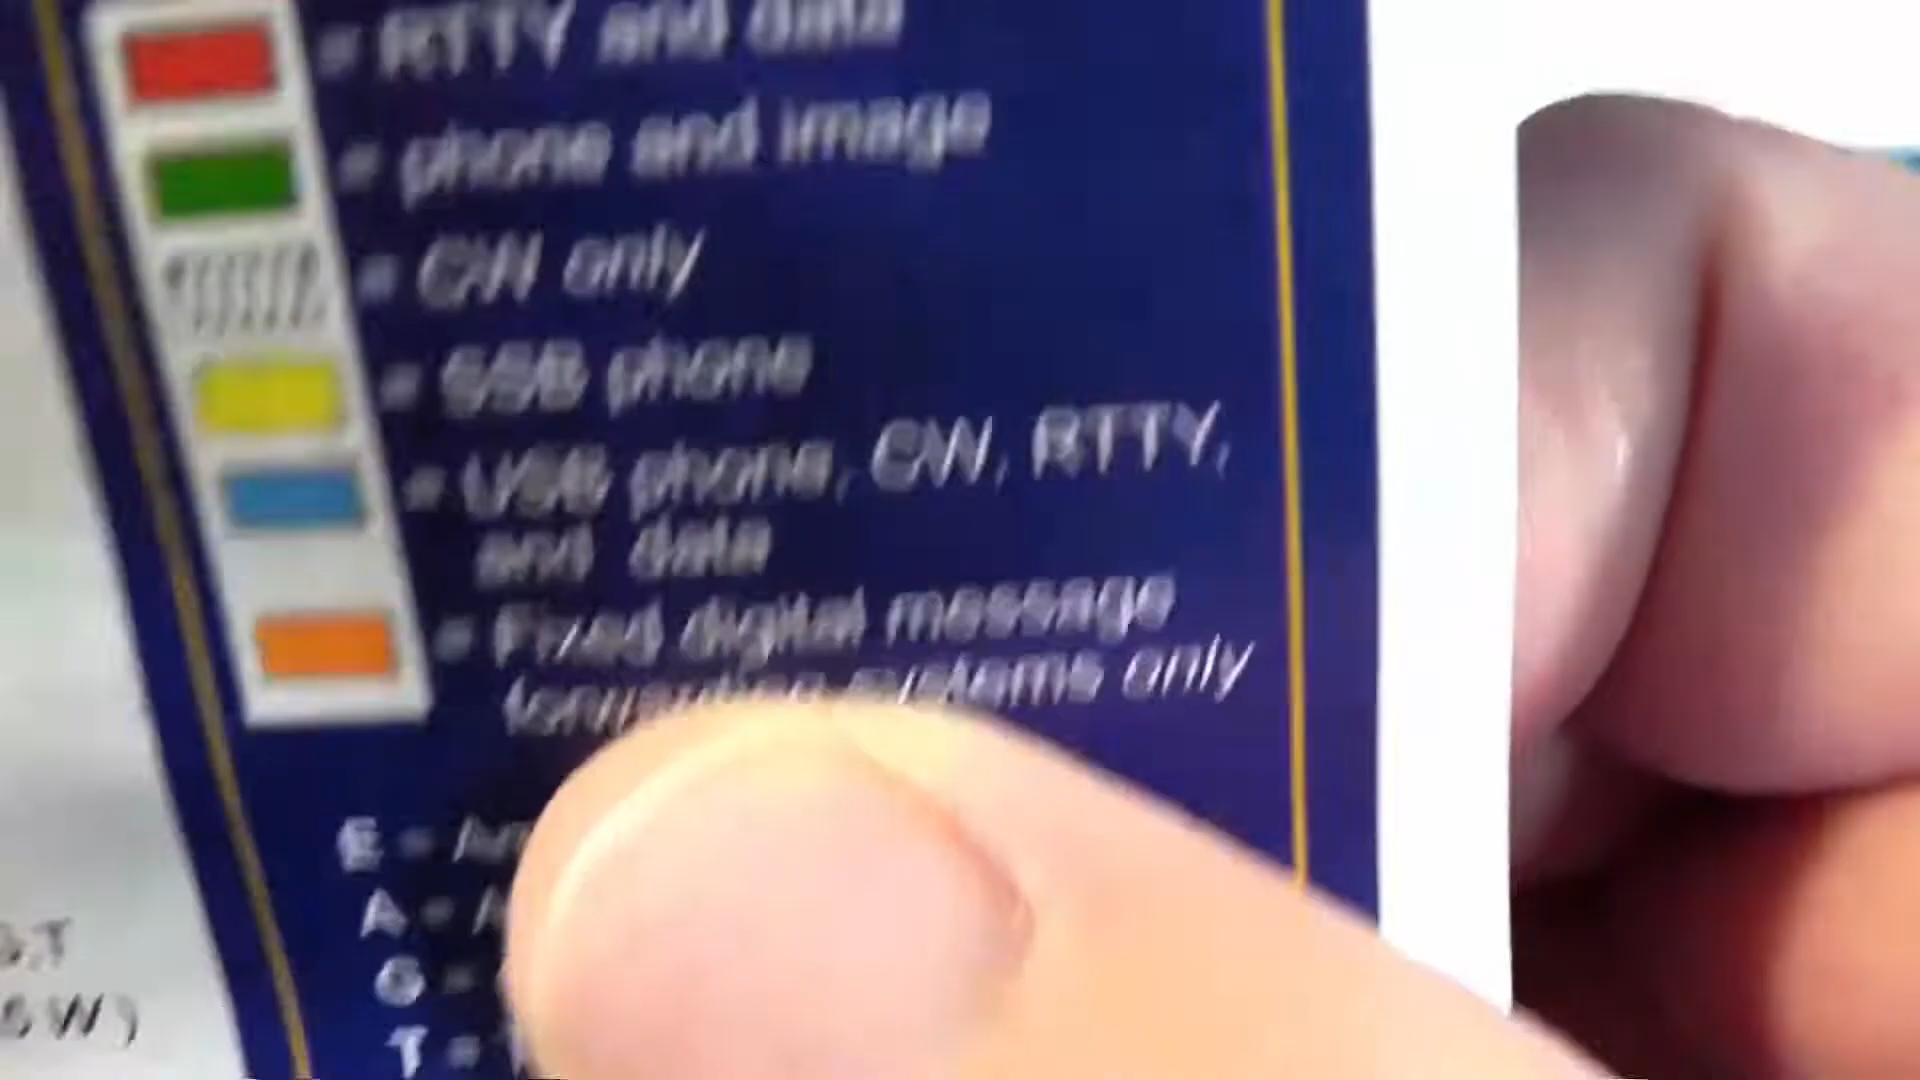 = RTTY and data
= phone and image
= CW only
= SSB phone
= USB phone, CW, RTTY,
and data
= Fixed digital message
systems only
E =
A =
G =
T =